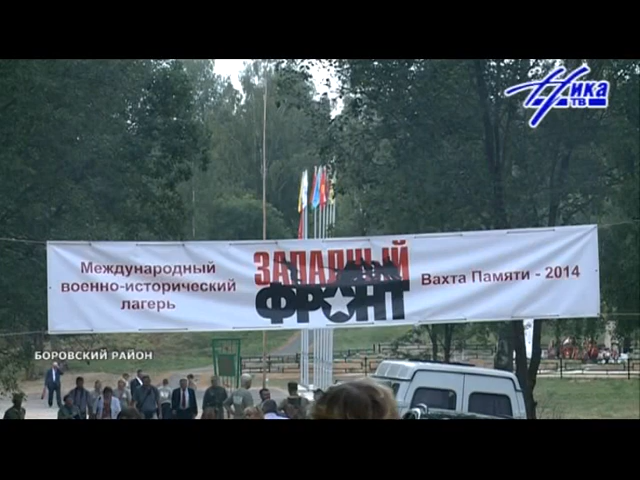 Ника
ТВ
Международный
военно-исторический
лагерь
ЗАПАДНЫЙ
ФРОНТ
Вахта Памяти - 2014
БОРОВСКИЙ РАЙОН